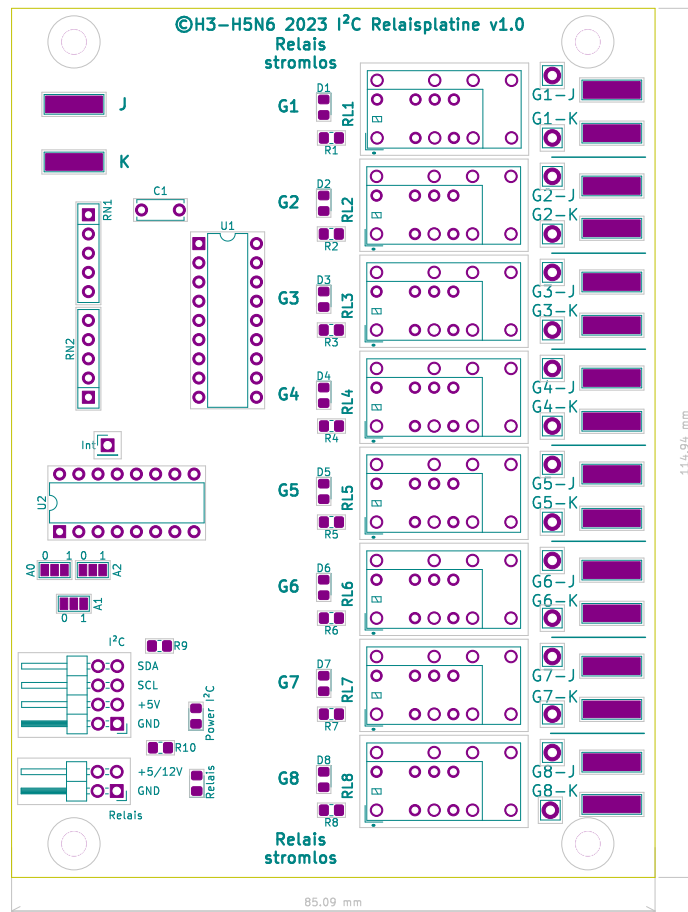 ©H3-H5N6 2023 I²C Relaisplatine v1.0
Relais
stromlos
J
K
C1
RN1
U1
RN2
Int
U2
0 1 0 1
A0 A2
A1
0 1
I²C
R9
SDA
SCL
+5V
GND
Power I²C
R10
+5/12V
GND
Relais
Relais
G1 D1 RL1 R1 G1-J G1-K
G2 D2 RL2 R2 G2-J G2-K
G3 D3 RL3 R3 G3-J G3-K
G4 D4 RL4 R4 G4-J G4-K
G5 D5 RL5 R5 G5-J G5-K
G6 D6 RL6 R6 G6-J G6-K
G7 D7 RL7 R7 G7-J G7-K
G8 D8 RL8 R8 G8-J G8-K
Relais
stromlos
114.94 mm
85.09 mm